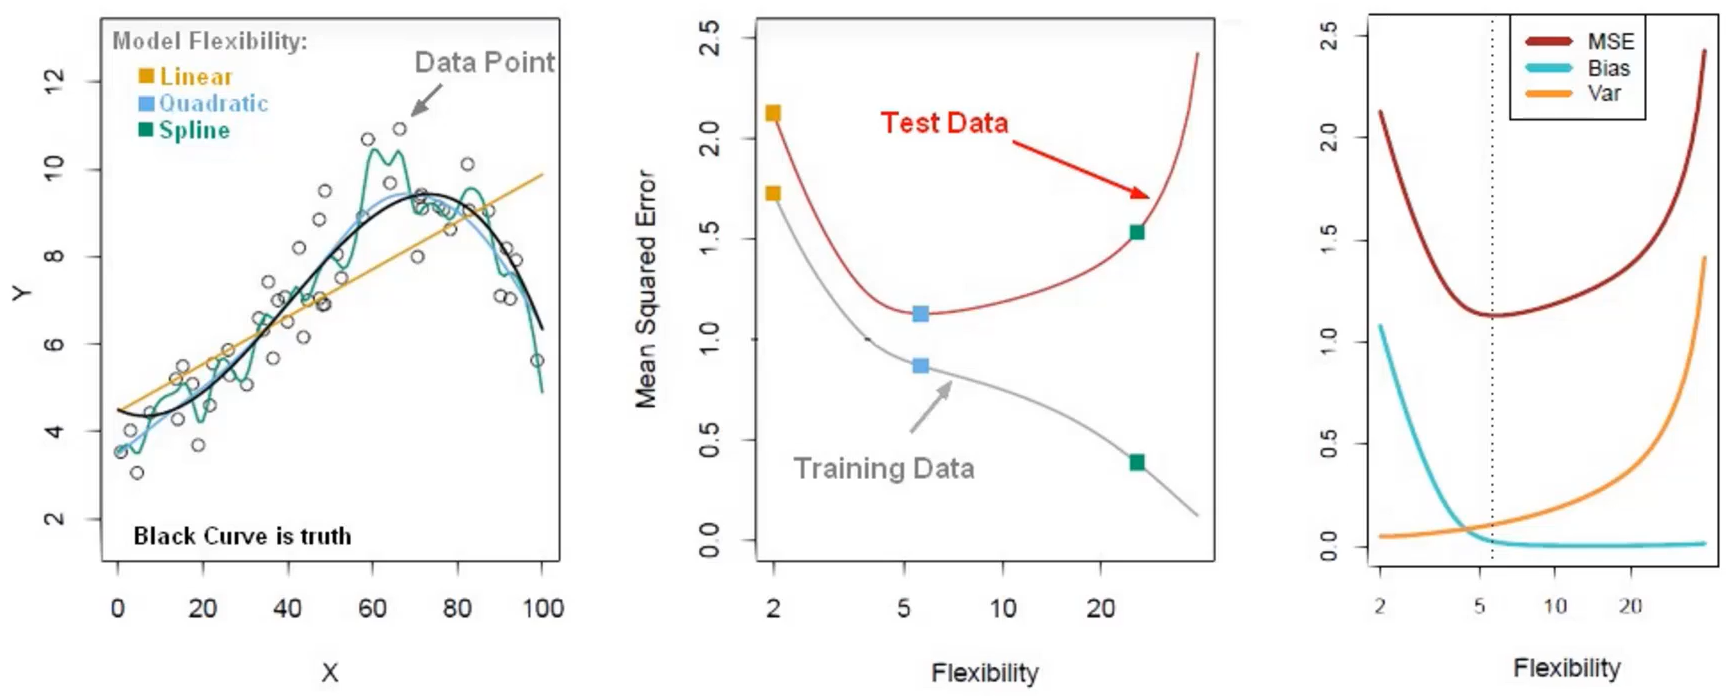 Model Flexibility:
Linear
Quadratic
Spline
Data Point
Black Curve is truth
Y
12
10
8
6
4
2
0 20 40 60 80 100
X
Mean Squared Error
2.5
2.0
1.5
1.0
0.5
0.0
Test Data
Training Data
2 5 10 20
Flexibility
MSE
Bias
Var
2.5
2.0
1.5
1.0
0.5
0.0
2 5 10 20
Flexibility